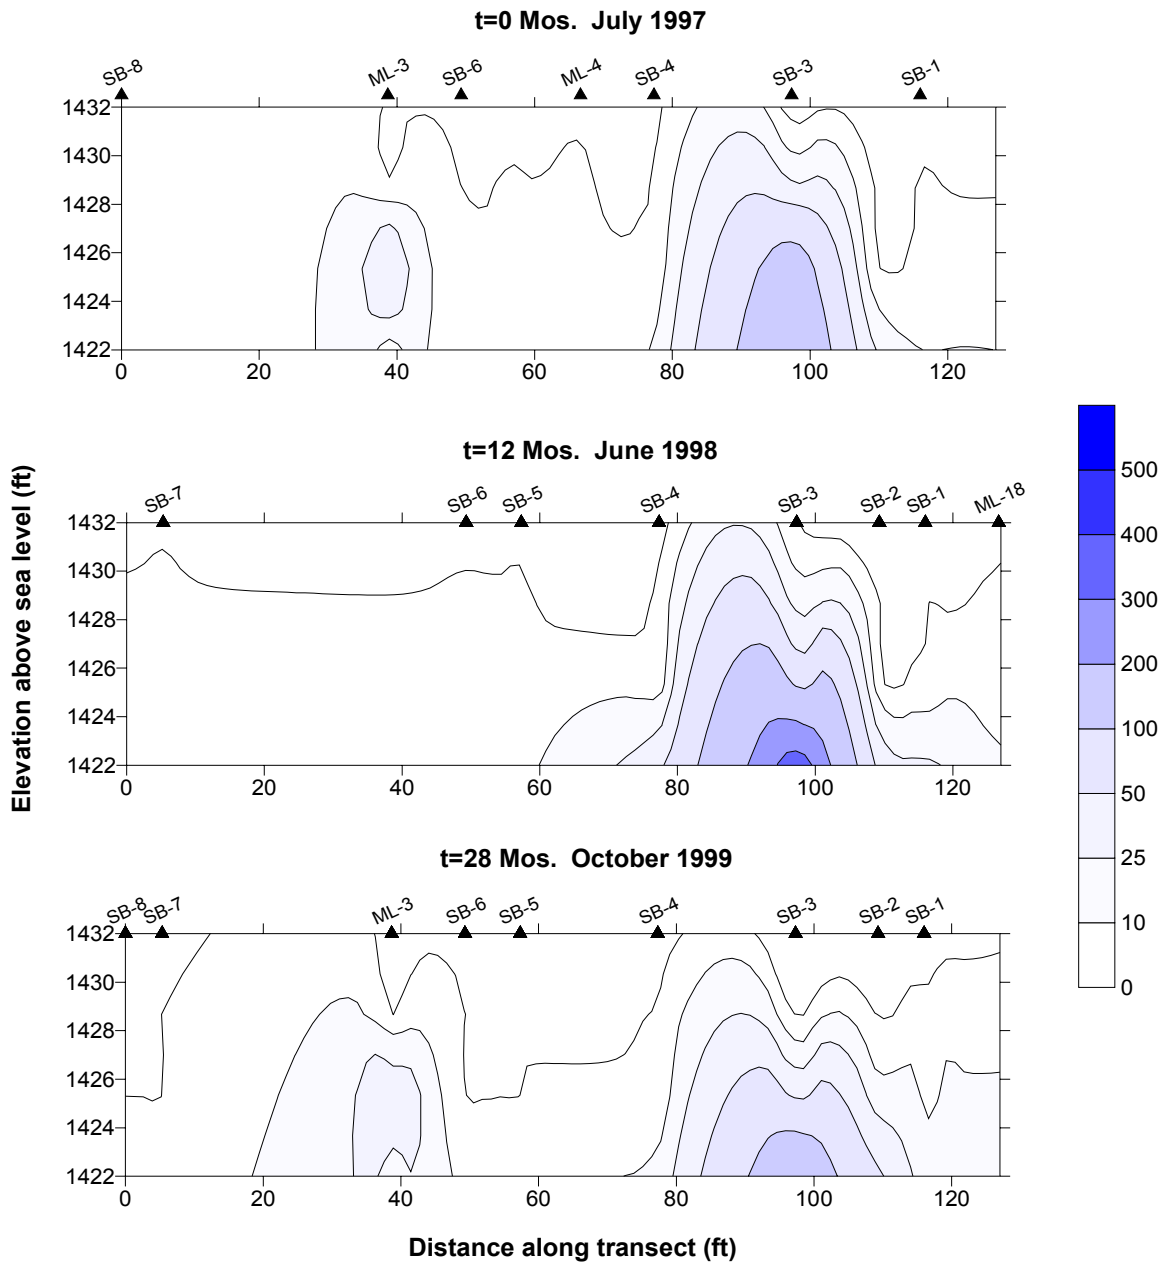 t=0 Mos.  July 1997
SB-8 ML-3 SB-6 ML-4 SB-4 SB-3 SB-1
1432
1430
1428
1426
1424
1422
0 20 40 60 80 100 120
t=12 Mos.  June 1998
SB-7 SB-6 SB-5 SB-4 SB-3 SB-2 SB-1 ML-18
1432
1430
1428
1426
1424
1422
0 20 40 60 80 100 120
t=28 Mos.  October 1999
SB-8 SB-7 ML-3 SB-6 SB-5 SB-4 SB-3 SB-2 SB-1
1432
1430
1428
1426
1424
1422
0 20 40 60 80 100 120
Distance along transect (ft)
Elevation above sea level (ft)
500
400
300
200
100
50
25
10
0